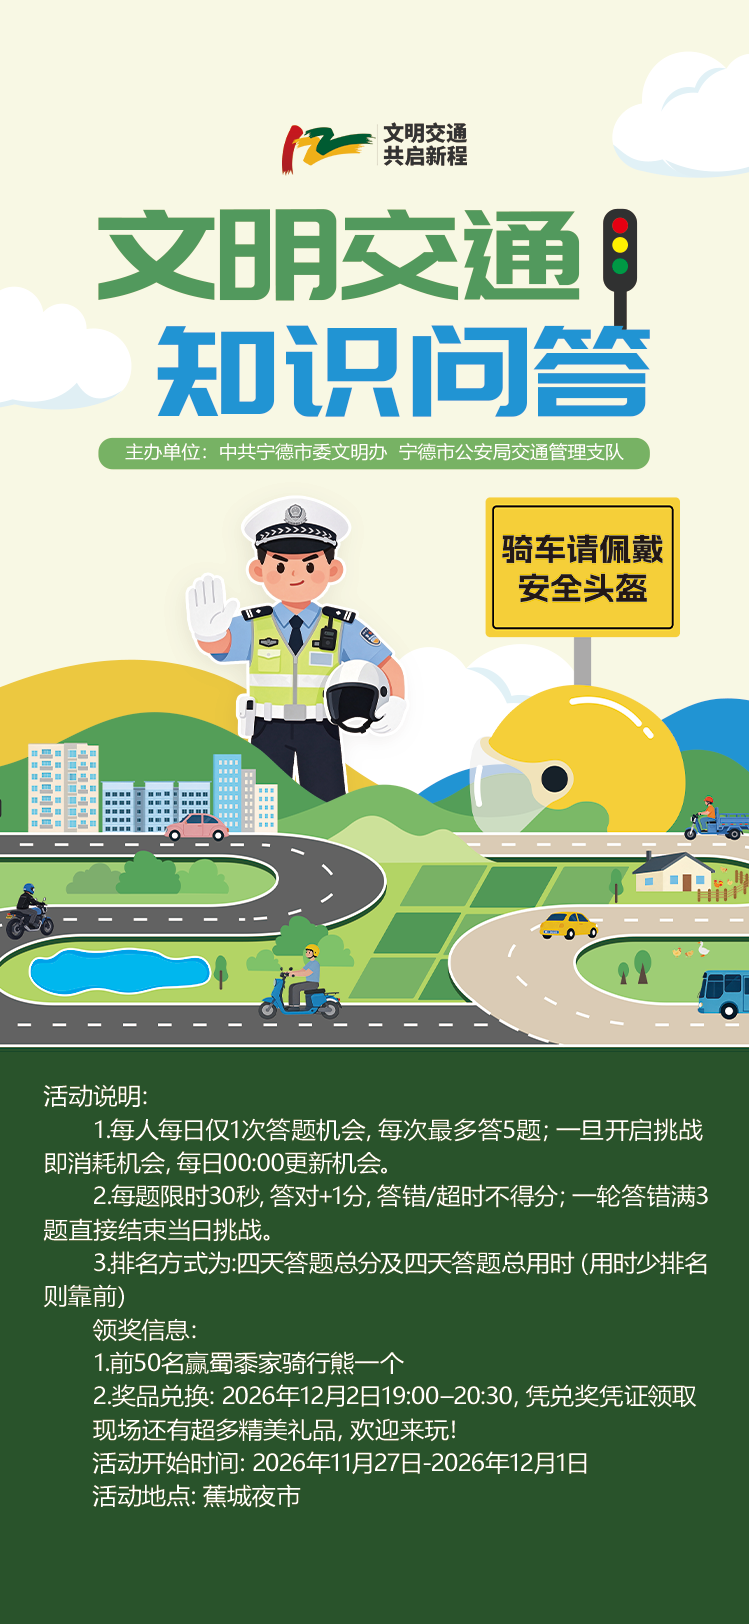 文明交通
共启新程
文明交通
知识问答
主办单位：中共宁德市委文明办 宁德市公安局交通管理支队
骑车请佩戴
安全头盔
活动说明:
1.每人每日仅1次答题机会, 每次最多答5题；一旦开启挑战
即消耗机会, 每日00:00更新机会。
2.每题限时30秒, 答对+1分, 答错/超时不得分；一轮答错满3
题直接结束当日挑战。
3.排名方式为:四天答题总分及四天答题总用时（用时少排名
则靠前）
领奖信息：
1.前50名赢蜀黍家骑行熊一个
2.奖品兑换: 2026年12月2日19:00–20:30, 凭兑奖凭证领取
现场还有超多精美礼品, 欢迎来玩！
活动开始时间: 2026年11月27日-2026年12月1日
活动地点: 蕉城夜市